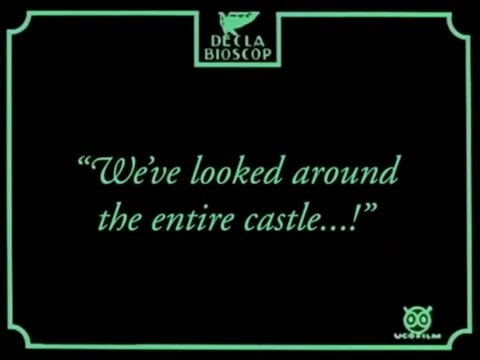 DECLA
BIOSCOP
“We’ve looked around
the entire castle...!”
UCOFILM